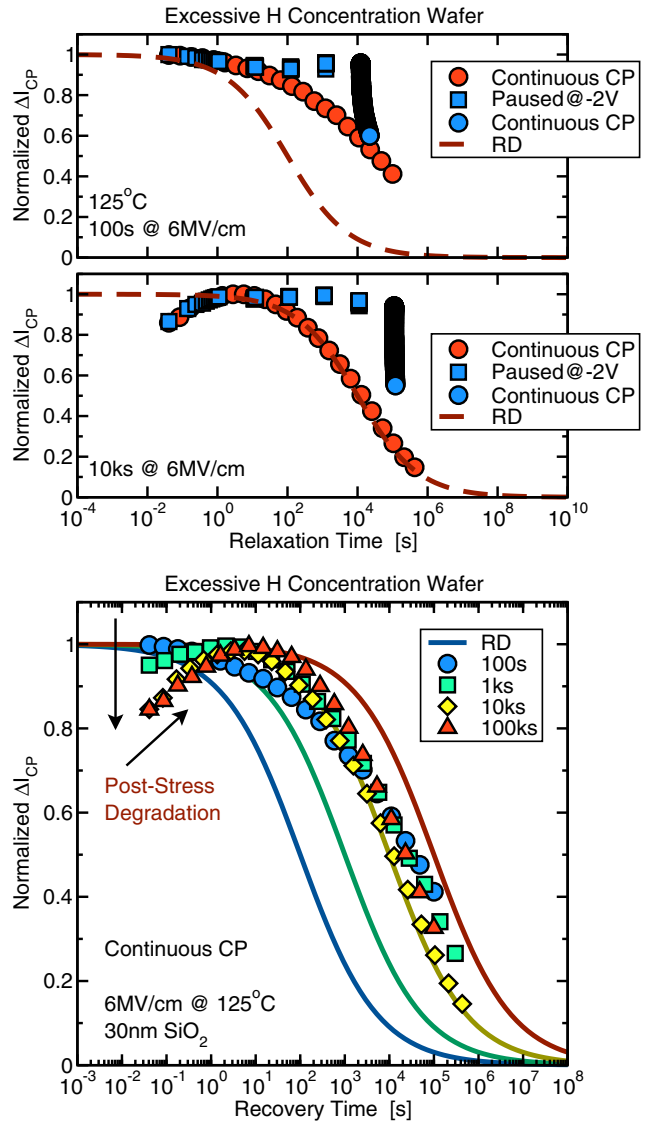 Excessive H Concentration Wafer
Normalized ΔI_CP
1
0.8
0.6
0.4
0.2
0
Continuous CP
Paused@-2V
Continuous CP
RD
125°C
100s @ 6MV/cm
Normalized ΔI_CP
1
0.8
0.6
0.4
0.2
0
Continuous CP
Paused@-2V
Continuous CP
RD
10ks @ 6MV/cm
10^-4 10^-2 10^0 10^2 10^4 10^6 10^8 10^10
Relaxation Time [s]
Excessive H Concentration Wafer
Normalized ΔI_CP
1
0.8
0.6
0.4
0.2
0
RD
100s
1ks
10ks
100ks
Post-Stress
Degradation
Continuous CP
6MV/cm @ 125°C
30nm SiO₂
10^-3 10^-2 10^-1 10^0 10^1 10^2 10^3 10^4 10^5 10^6 10^7 10^8
Recovery Time [s]